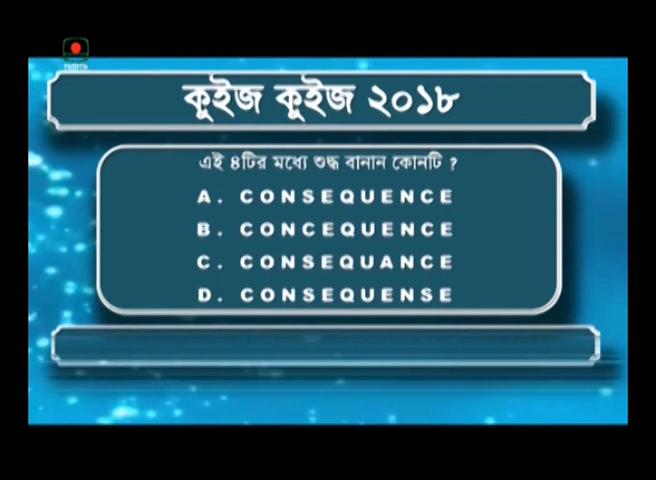 কুইজ কুইজ ২০১৮
এই ৪টির মধ্যে শুদ্ধ বানান কোনটি ?
A. CONSEQUENCE
B. CONCEQUENCE
C. CONSEQUANCE
D. CONSEQUENSE